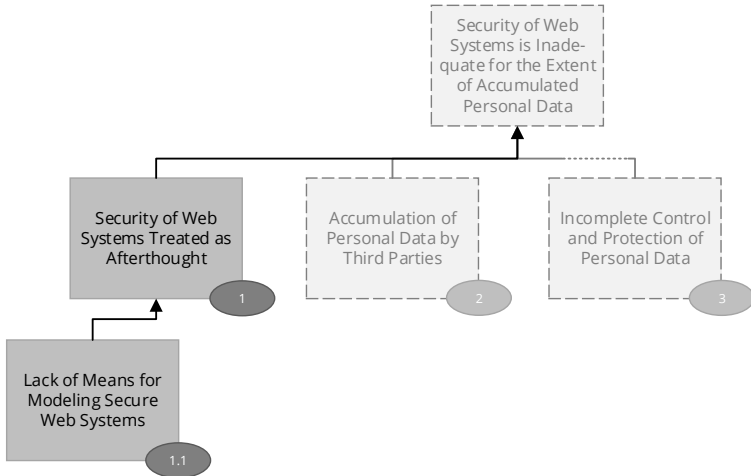 Security of Web
Systems is Inade-
quate for the Extent
of Accumulated
Personal Data
Security of Web
Systems Treated as
Afterthought
1
Accumulation of
Personal Data by
Third Parties
2
Incomplete Control
and Protection of
Personal Data
3
Lack of Means for
Modeling Secure
Web Systems
1.1